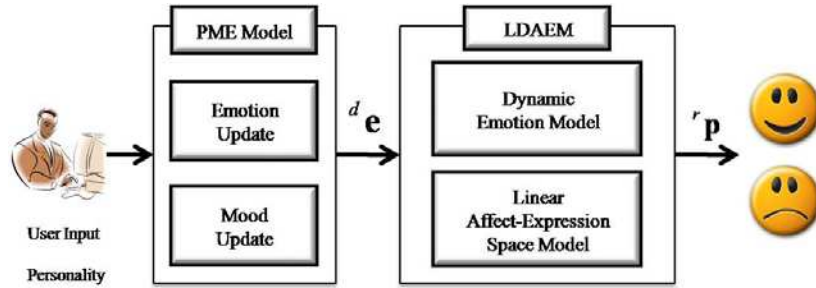 PME Model
LDAEM
Emotion
Update
Dynamic
Emotion Model
d e
r p
Mood
Update
Linear
Affect-Expression
Space Model
User Input
Personality